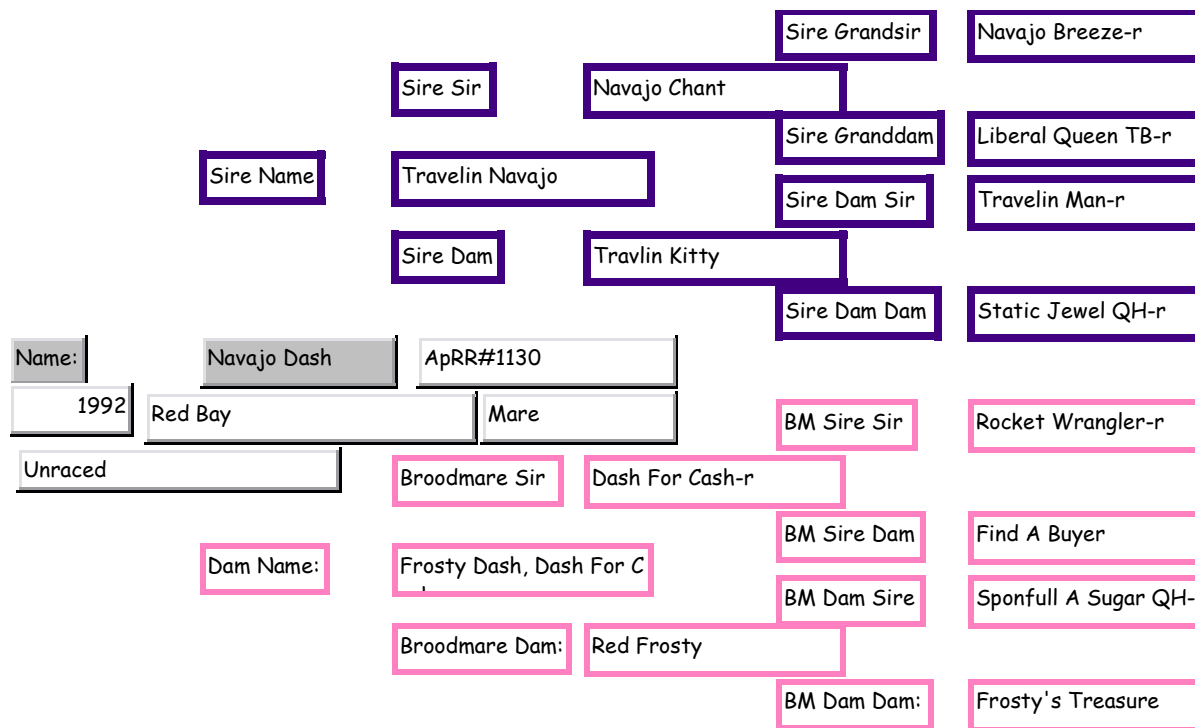 Sire Grandsir Navajo Breeze-r
Sire Sir Navajo Chant
Sire Granddam Liberal Queen TB-r
Sire Name Travelin Navajo
Sire Dam Sir Travelin Man-r
Sire Dam Travlin Kitty
Sire Dam Dam Static Jewel QH-r
Name: Navajo Dash ApRR#1130
1992 Red Bay Mare
BM Sire Sir Rocket Wrangler-r
Unraced
Broodmare Sir Dash For Cash-r
BM Sire Dam Find A Buyer
Dam Name: Frosty Dash, Dash For C
BM Dam Sire Sponfull A Sugar QH-
Broodmare Dam: Red Frosty
BM Dam Dam: Frosty's Treasure